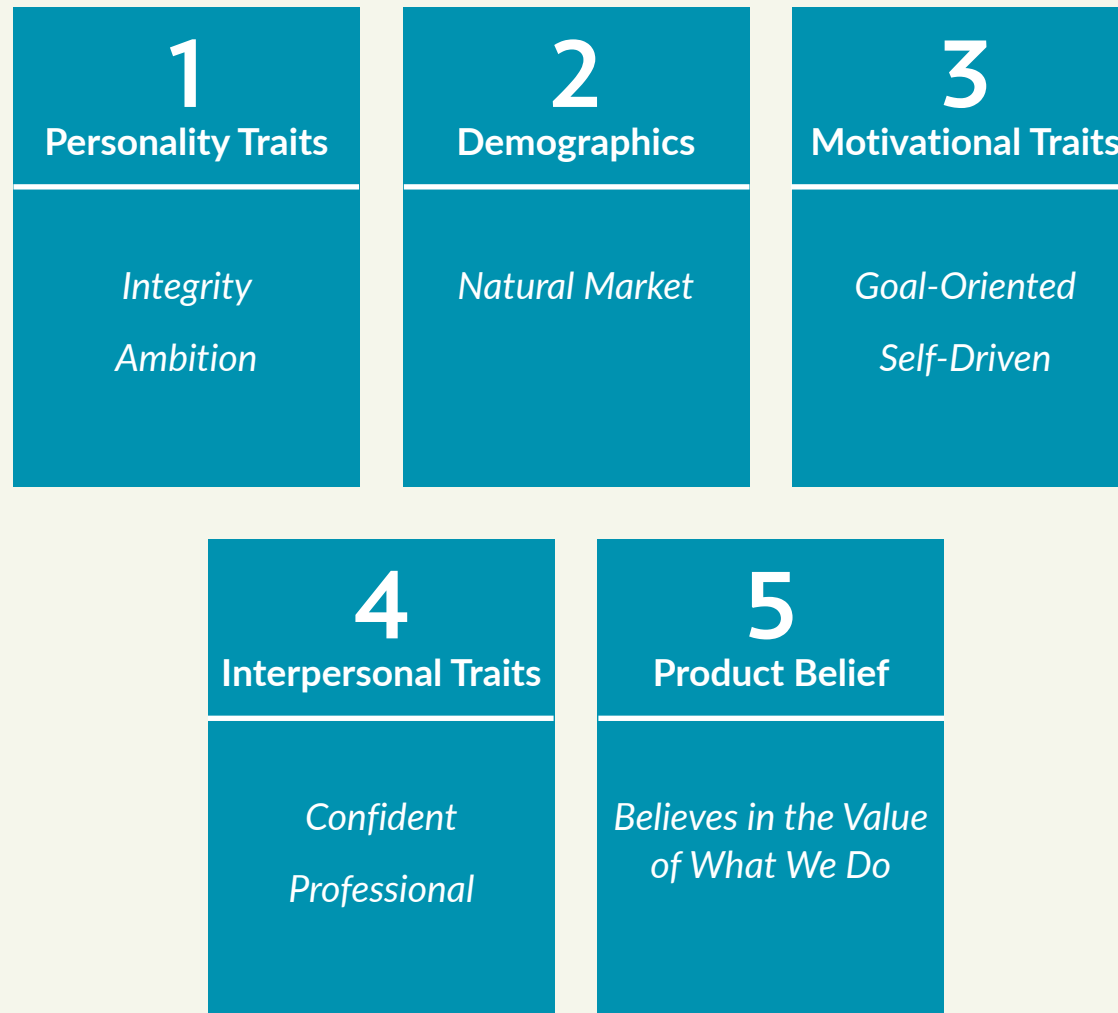 1
Personality Traits
Integrity
Ambition
2
Demographics
Natural Market
3
Motivational Traits
Goal-Oriented
Self-Driven
4
Interpersonal Traits
Confident
Professional
5
Product Belief
Believes in the Value
of What We Do